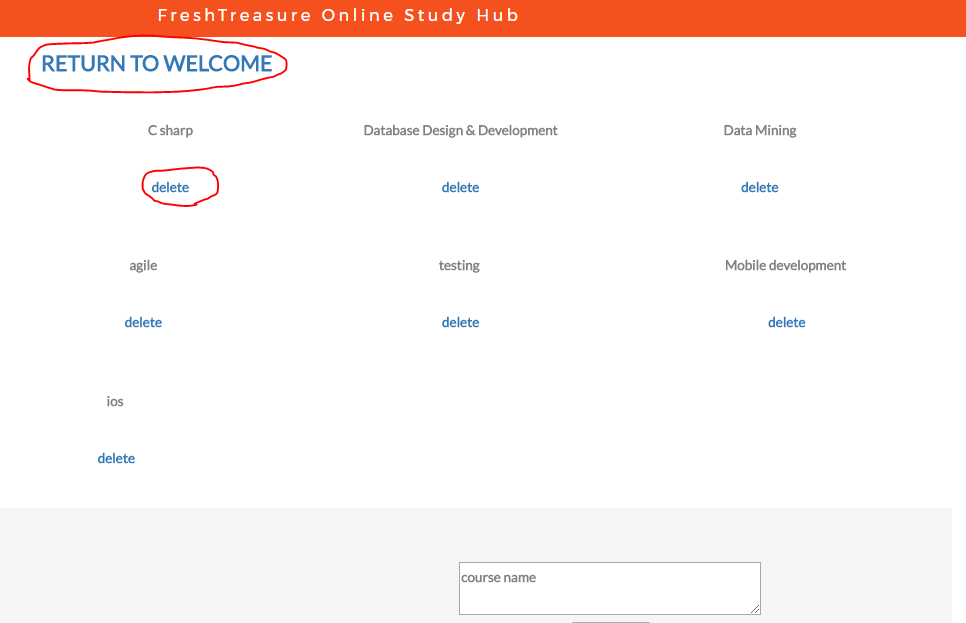 FreshTreasure Online Study Hub
RETURN TO WELCOME
C sharp Database Design & Development Data Mining
delete delete delete
agile testing Mobile development
delete delete delete
ios
delete
course name